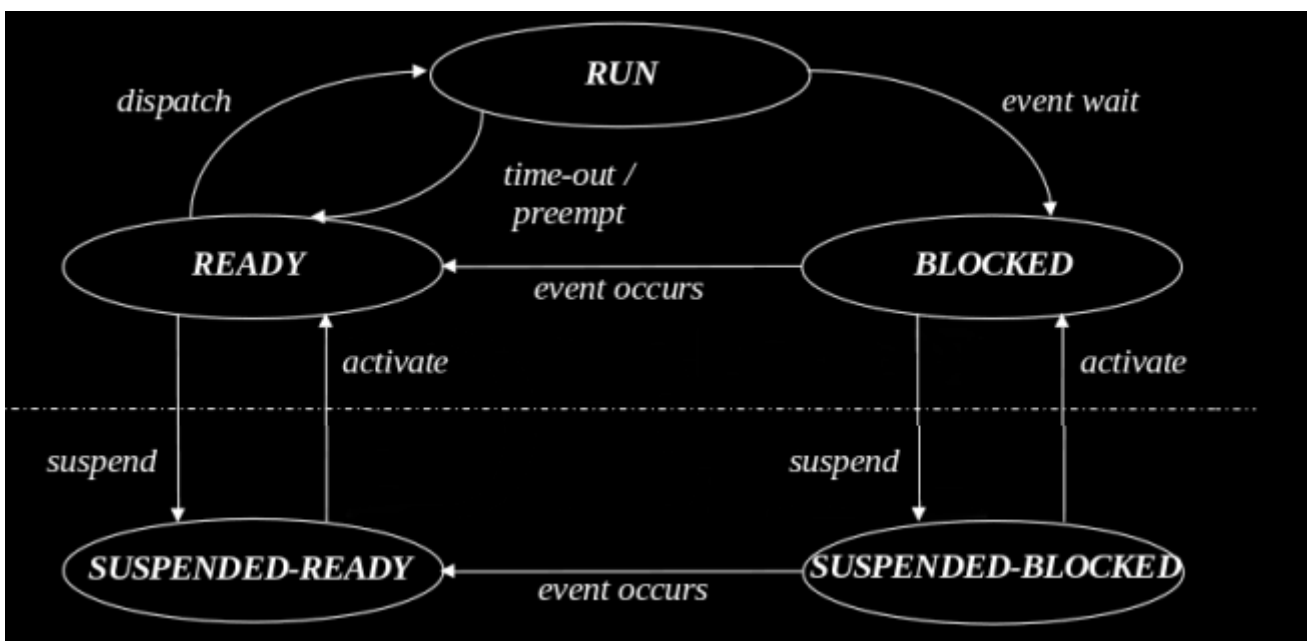 RUN
dispatch
event wait
time-out /
preempt
READY
BLOCKED
event occurs
activate
activate
suspend
suspend
SUSPENDED-READY
SUSPENDED-BLOCKED
event occurs